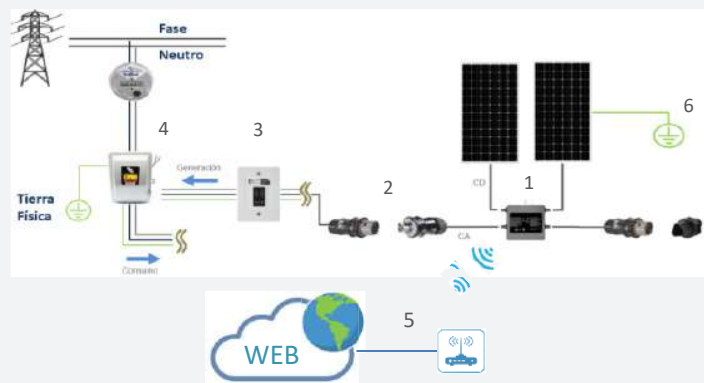 Fase
Neutro
4
3
6
Generación
2
1
CD
Tierra
Física
CA
Consumo
5
WEB